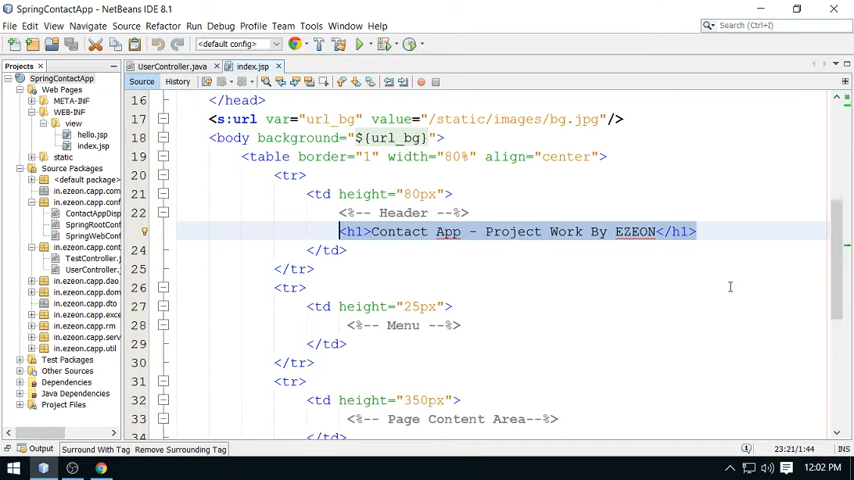 SpringContactApp - NetBeans IDE 8.1
File Edit View Navigate Source Refactor Run Debug Profile Team Tools Window Help
Search (Ctrl+I)
<default config>
Projects
UserController.java
index.jsp
Source History
SpringContactApp
Web Pages
META-INF
WEB-INF
view
hello.jsp
index.jsp
static
Source Packages
<default package
in.ezeon.capp.com
in.ezeon.capp.conf
ContactAppDisp
SpringRootConf
SpringWebConf
in.ezeon.capp.cont
TestController.j
UserController.
in.ezeon.capp.dao
in.ezeon.capp.dom
in.ezeon.capp.dto
in.ezeon.capp.exce
in.ezeon.capp.rm
in.ezeon.capp.serv
in.ezeon.capp.util
Test Packages
Other Sources
Dependencies
Java Dependencies
Project Files
16 </head>
17 <s:url var="url_bg" value="/static/images/bg.jpg"/>
18 <body background="${url_bg}">
19 <table border="1" width="80%" align="center">
20 <tr>
21 <td height="80px">
22 <%-- Header --%>
<h1>Contact App - Project Work By EZEON</h1>
24 </td>
25 </tr>
26 <tr>
27 <td height="25px">
28 <%-- Menu --%>
29 </td>
30 </tr>
31 <tr>
32 <td height="350px">
33 <%-- Page Content Area--%>
34 </td>
Output
Surround With Tag Remove Surrounding Tag
23:21/1:44
12:02 PM